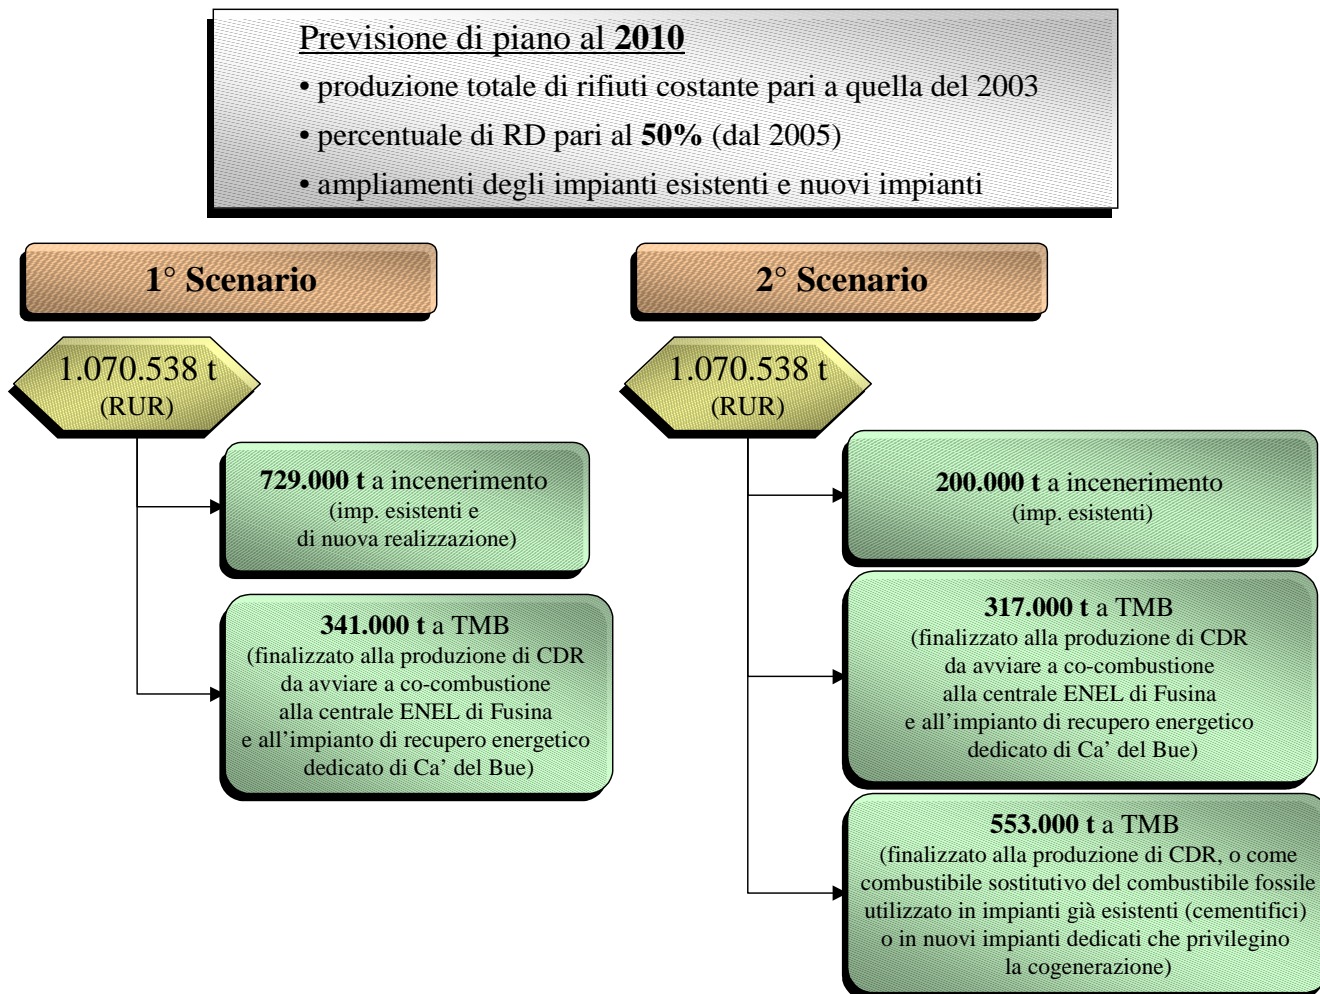 Previsione di piano al 2010
• produzione totale di rifiuti costante pari a quella del 2003
• percentuale di RD pari al 50% (dal 2005)
• ampliamenti degli impianti esistenti e nuovi impianti
1° Scenario
1.070.538 t
(RUR)
729.000 t a incenerimento
(imp. esistenti e
di nuova realizzazione)
341.000 t a TMB
(finalizzato alla produzione di CDR
da avviare a co-combustione
alla centrale ENEL di Fusina
e all’impianto di recupero energetico
dedicato di Ca’ del Bue)
2° Scenario
1.070.538 t
(RUR)
200.000 t a incenerimento
(imp. esistenti)
317.000 t a TMB
(finalizzato alla produzione di CDR
da avviare a co-combustione
alla centrale ENEL di Fusina
e all’impianto di recupero energetico
dedicato di Ca’ del Bue)
553.000 t a TMB
(finalizzato alla produzione di CDR, o come
combustibile sostitutivo del combustibile fossile
utilizzato in impianti già esistenti (cementifici)
o in nuovi impianti dedicati che privilegino
la cogenerazione)